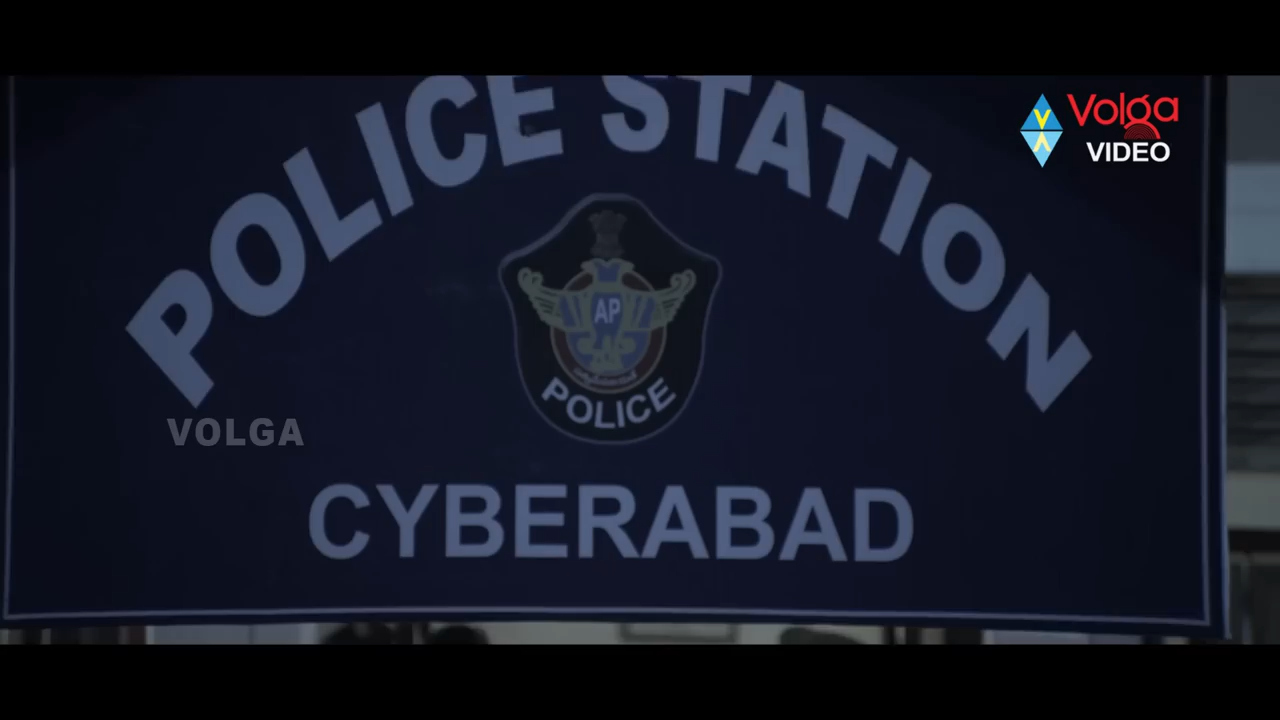 POLICE STATION
Volga
VIDEO
AP
POLICE
VOLGA
CYBERABAD